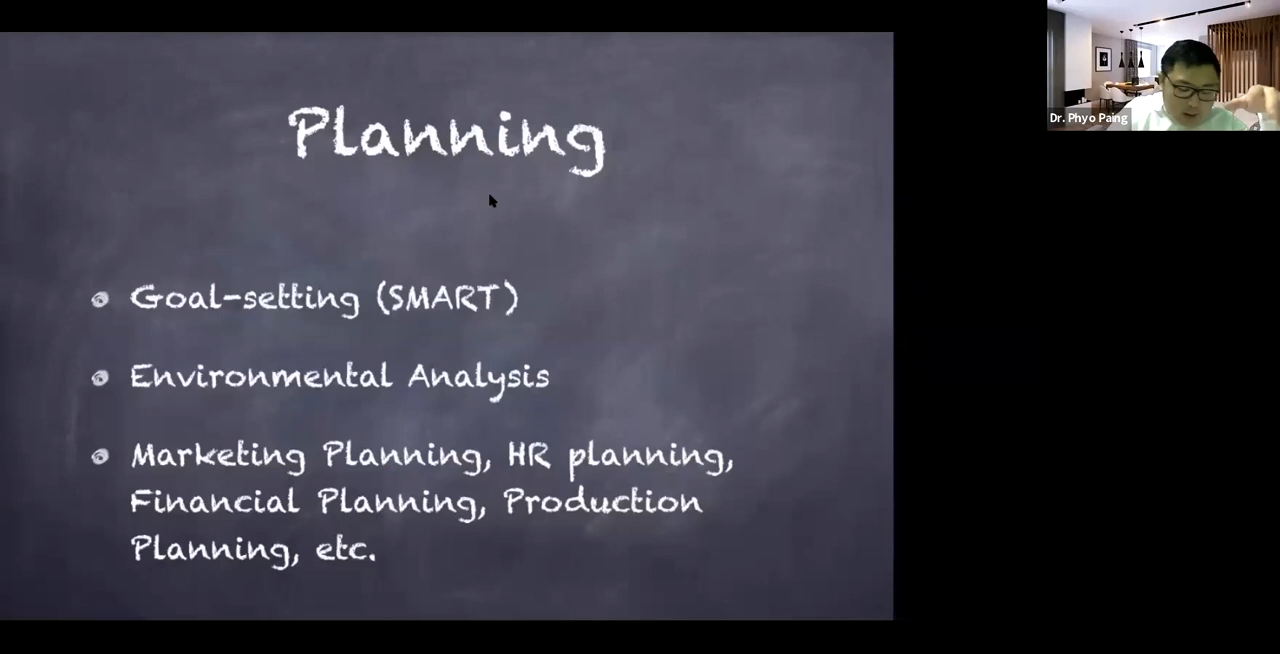 Planning
Goal-setting (SMART)
Environmental Analysis
Marketing Planning, HR planning,
Financial Planning, Production
Planning, etc.
Dr. Phyo Paing